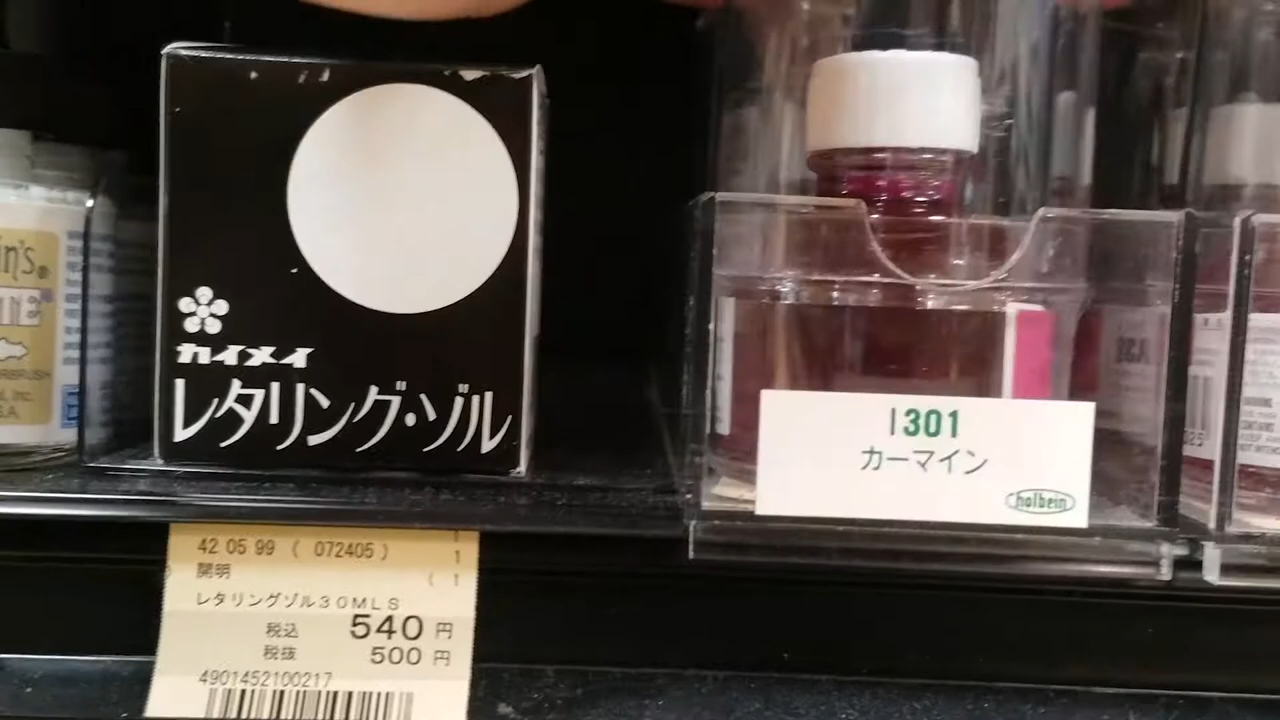 カイメイ
レタリング・ゾル
I301
カーマイン
holbein
42 05 99 ( 072405 )
開明
レタリングゾル30MLS
税込 540 円
税抜 500 円
4901452100217